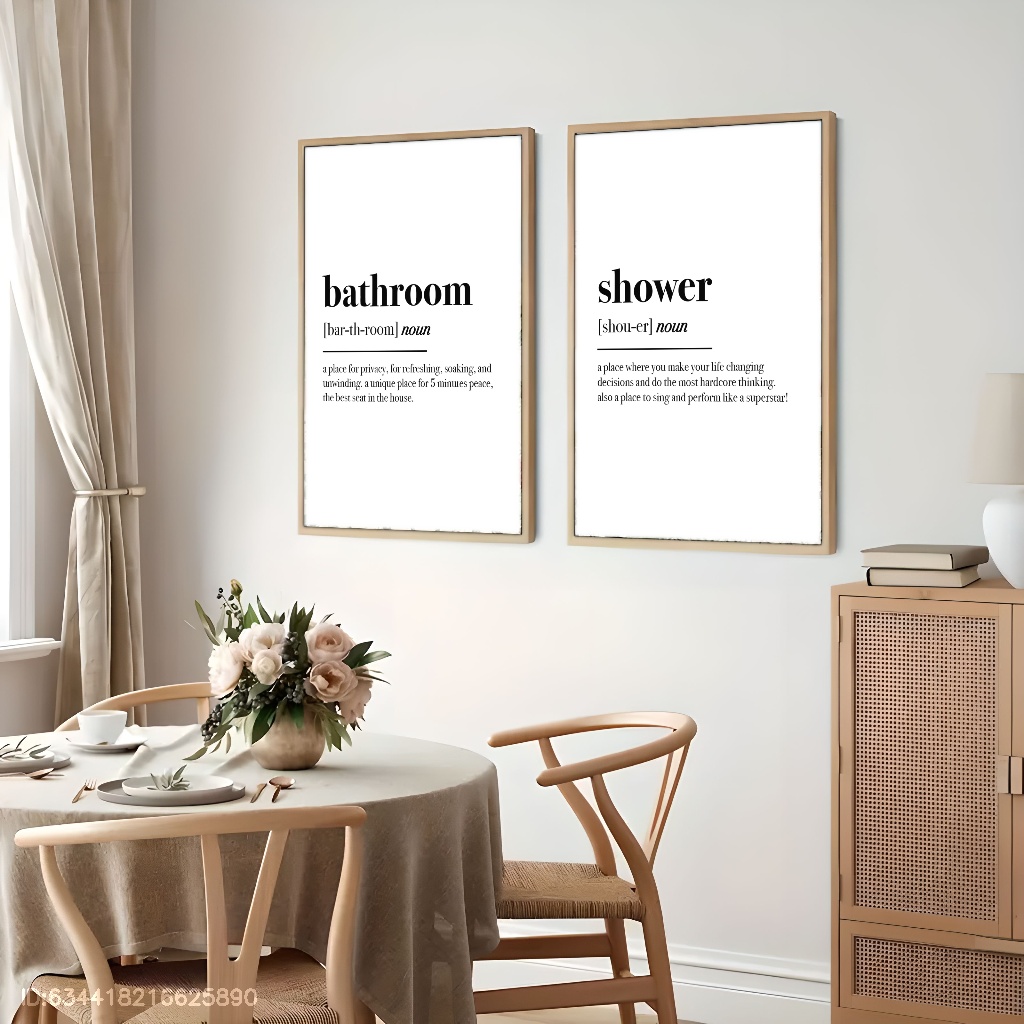 bathroom
[bar-th-room] noun
a place for privacy, for refreshing, soaking, and
unwinding. a unique place for 5 minutes peace,
the best seat in the house.
shower
[shou-er] noun
a place where you make your life changing
decisions and do the most hardcore thinking.
also a place to sing and perform like a superstar!
ID:634418216625890